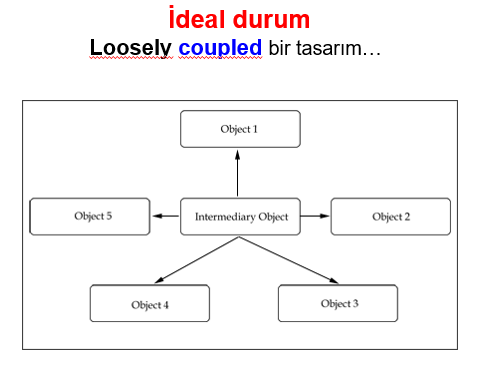 İdeal durum
Loosely coupled bir tasarım…
Object 1
Object 5
Intermediary Object
Object 2
Object 4
Object 3